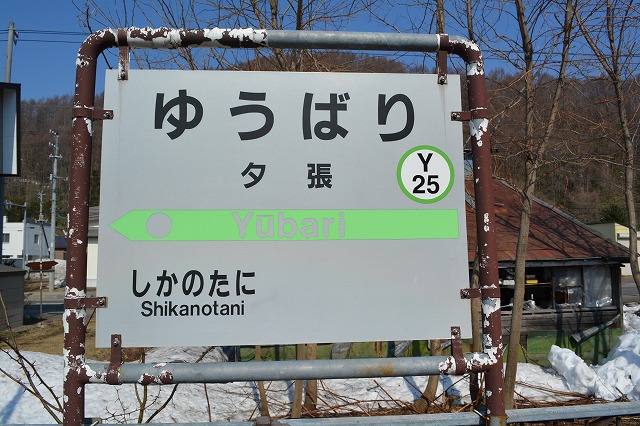 ゆうばり
夕張
Y
25
Yūbari
しかのたに
Shikanotani